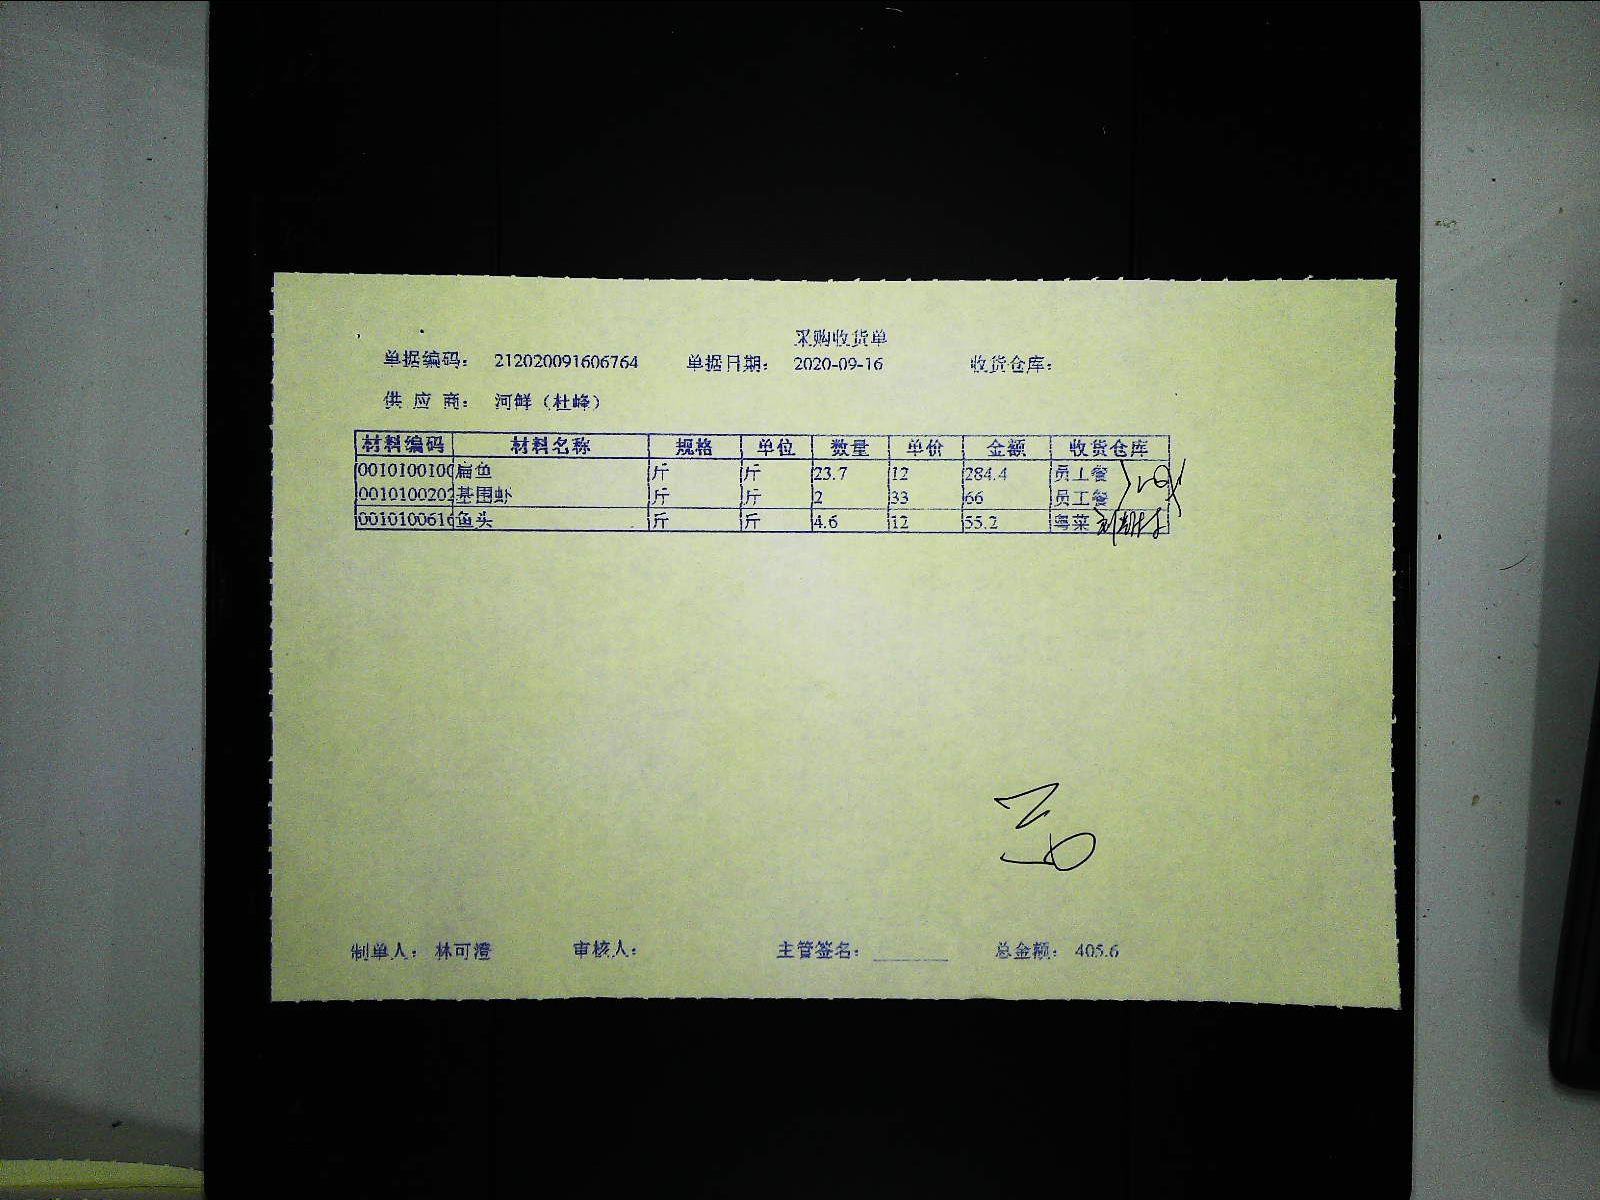 采购收货单
单据编码： 212020091606764 单据日期： 2020-09-16 收货仓库：
供 应 商： 河鲜（杜峰）
材料编码 材料名称 规格 单位 数量 单价 金额 收货仓库
0010100100 扁鱼 斤 斤 23.7 12 284.4 员工餐
0010100202 基围虾 斤 斤 2 33 66 员工餐
0010100616 鱼头 斤 斤 4.6 12 55.2 粤菜
制单人： 林可澄 审核人： 主管签名： 总金额： 405.6